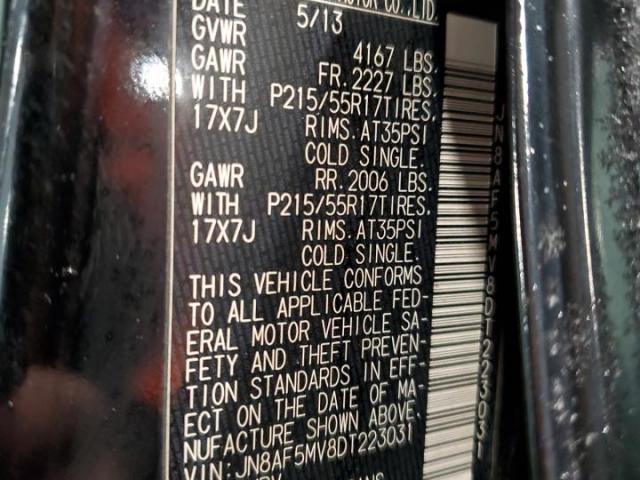 DATE
MOTOR CO.,LTD.
5/13
GVWR 4167 LBS.
GAWR FR. 2227 LBS.
WITH P215/55R17TIRES,
17X7J RIMS. AT35PSI
COLD SINGLE.
GAWR RR. 2006 LBS.
WITH P215/55R17TIRES,
17X7J RIMS. AT35PSI
COLD SINGLE.
THIS VEHICLE CONFORMS
TO ALL APPLICABLE FED-
ERAL MOTOR VEHICLE SA-
FETY AND THEFT PREVEN-
TION STANDARDS IN EFF-
ECT ON THE DATE OF MA-
NUFACTURE SHOWN ABOVE.
VIN: JN8AF5MV8DT223031
JN8AF5MV8DT223031